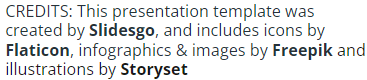 CREDITS: This presentation template was
created by Slidesgo, and includes icons by
Flaticon, infographics & images by Freepik and
illustrations by Storyset